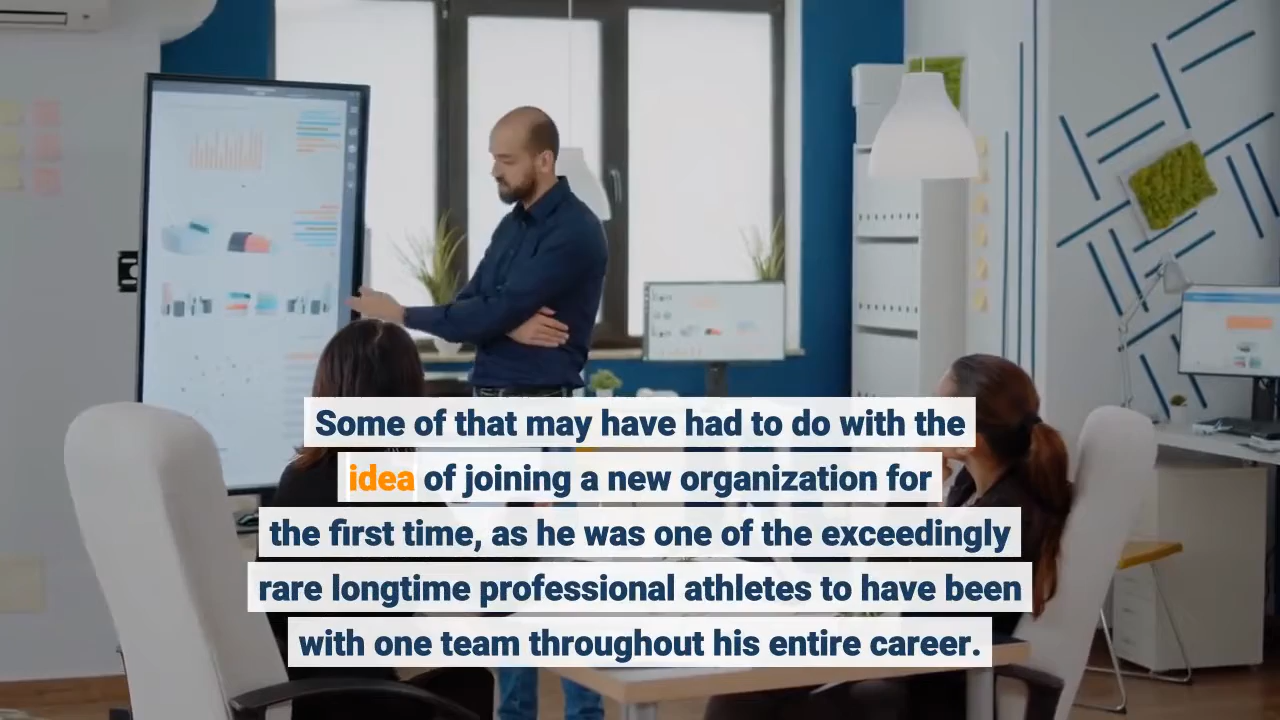 Some of that may have had to do with the
idea of joining a new organization for
the first time, as he was one of the exceedingly
rare longtime professional athletes to have been
with one team throughout his entire career.